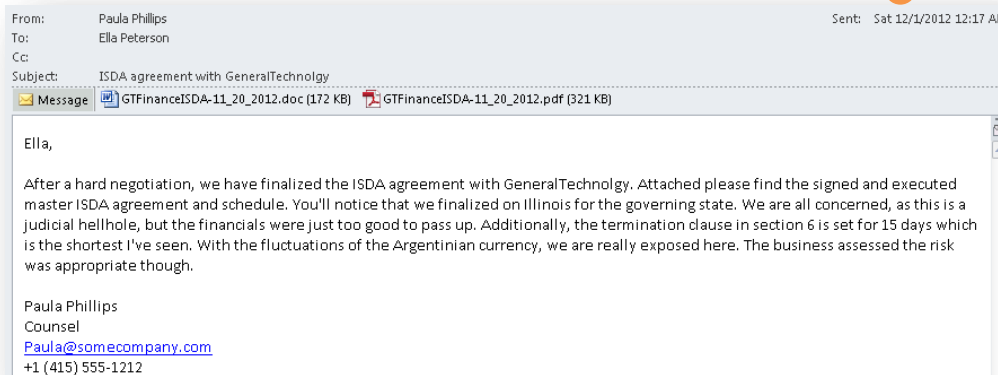 From: Paula Phillips Sent: Sat 12/1/2012 12:17 A
To: Ella Peterson
Cc:
Subject: ISDA agreement with GeneralTechnolgy
Message GTFinanceISDA-11_20_2012.doc (172 KB) GTFinanceISDA-11_20_2012.pdf (321 KB)
Ella,
After a hard negotiation, we have finalized the ISDA agreement with GeneralTechnolgy. Attached please find the signed and executed
master ISDA agreement and schedule. You'll notice that we finalized on Illinois for the governing state. We are all concerned, as this is a
judicial hellhole, but the financials were just too good to pass up. Additionally, the termination clause in section 6 is set for 15 days which
is the shortest I've seen. With the fluctuations of the Argentinian currency, we are really exposed here. The business assessed the risk
was appropriate though.
Paula Phillips
Counsel
Paula@somecompany.com
+1 (415) 555-1212